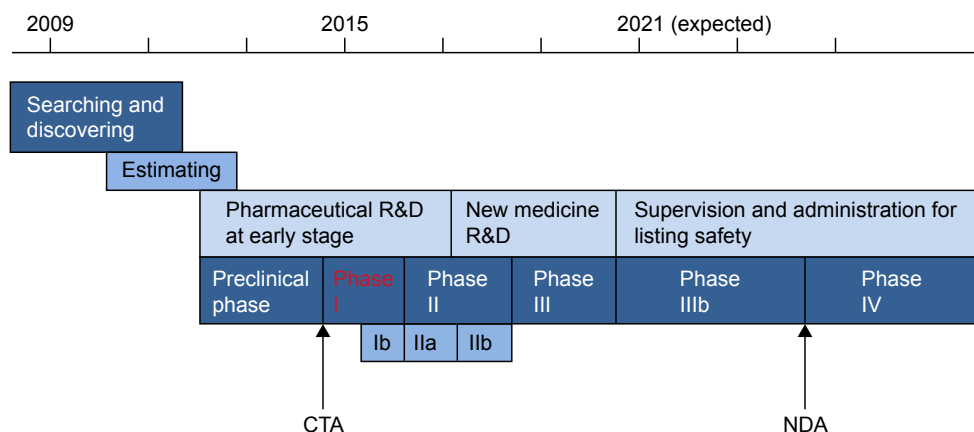 2009 2015 2021 (expected)
Searching and
discovering
Estimating
Pharmaceutical R&D
at early stage
New medicine
R&D
Supervision and administration for
listing safety
Preclinical
phase
Phase
I
Phase
II
Phase
III
Phase
IIIb
Phase
IV
Ib IIa IIb
CTA NDA